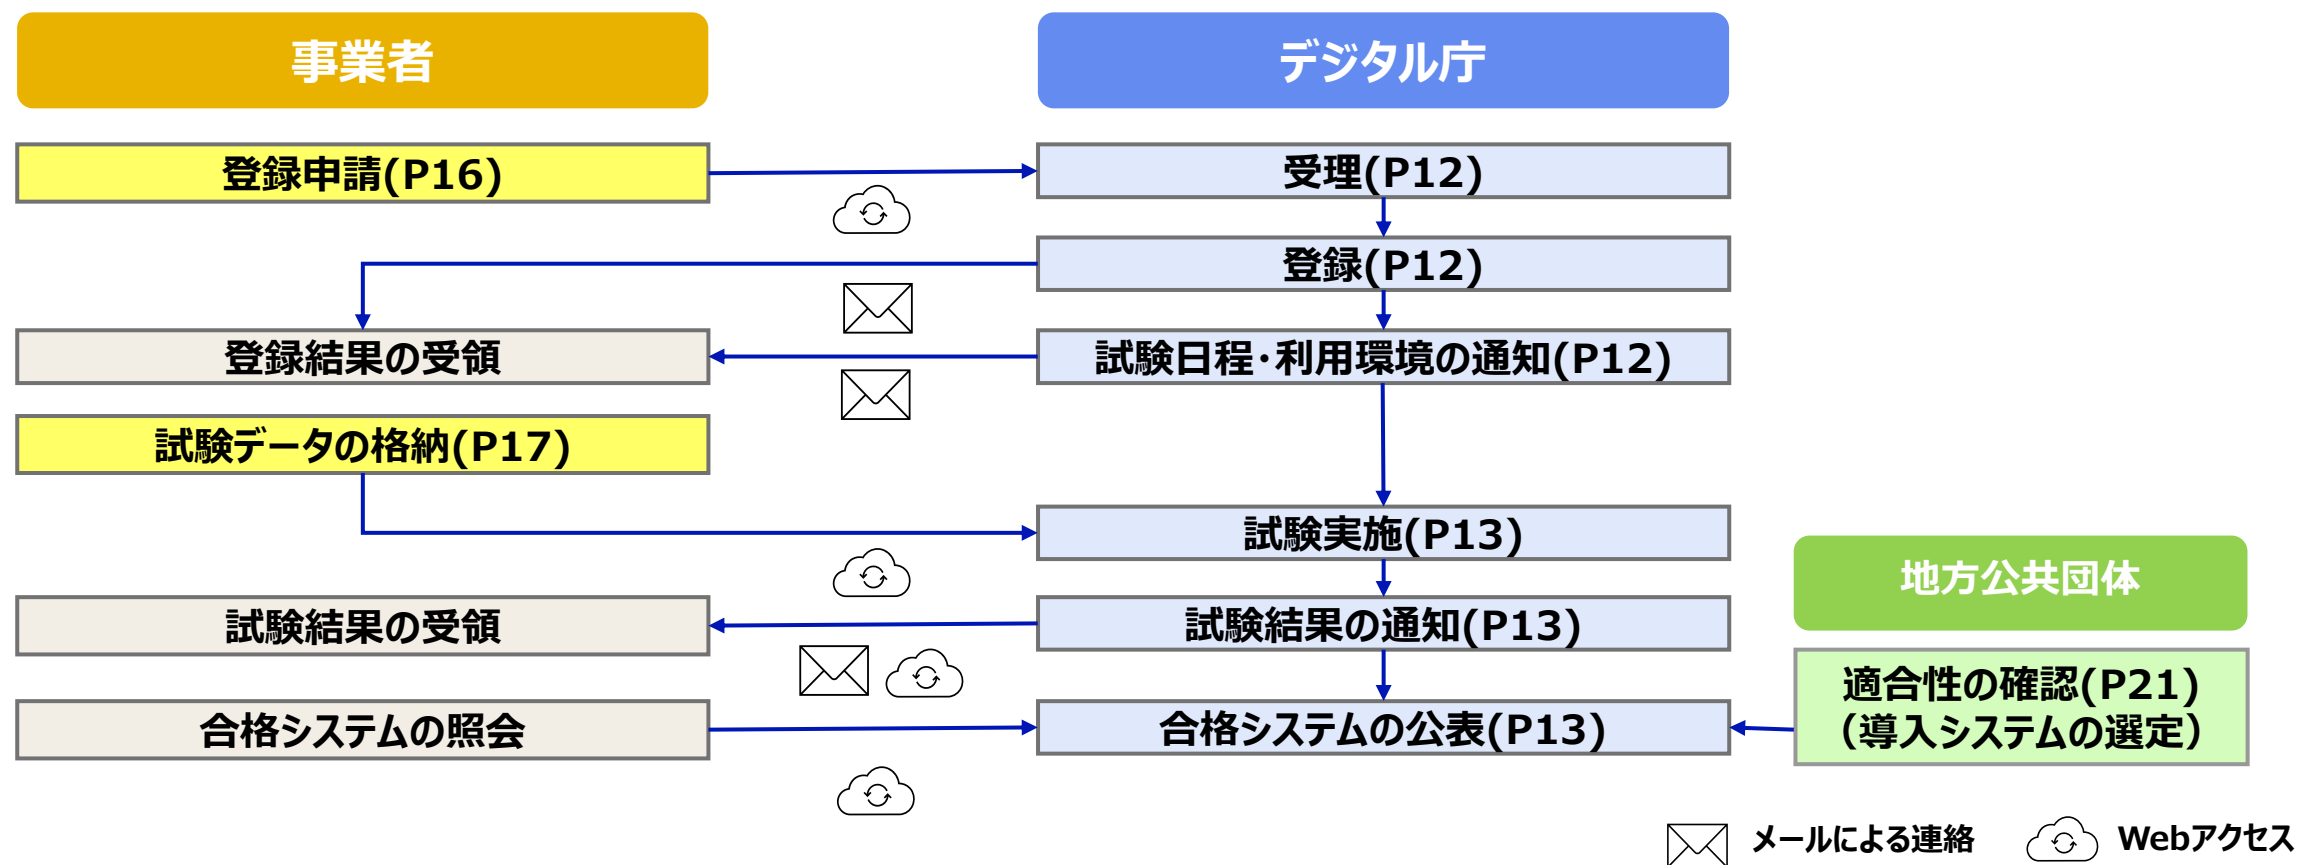 事業者
デジタル庁
登録申請(P16)
受理(P12)
登録(P12)
登録結果の受領
試験日程・利用環境の通知(P12)
試験データの格納(P17)
試験実施(P13)
地方公共団体
試験結果の受領
試験結果の通知(P13)
適合性の確認(P21)
（導入システムの選定）
合格システムの照会
合格システムの公表(P13)
メールによる連絡
Webアクセス